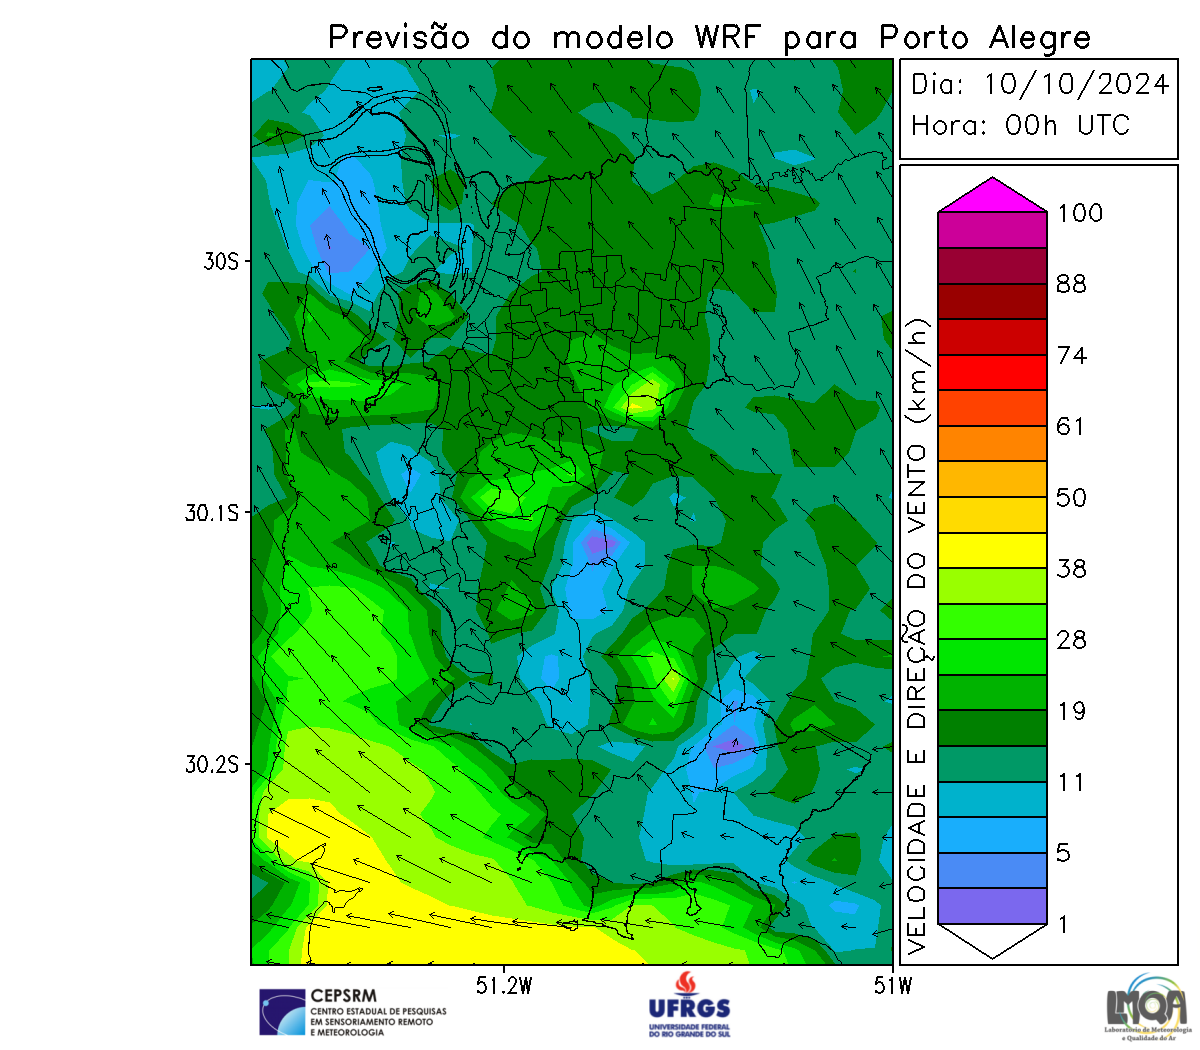 Previsão do modelo WRF para Porto Alegre
Dia: 10/10/2024
Hora: 00h UTC
100
88
74
61
50
38
28
19
11
5
1
VELOCIDADE E DIREÇÃO DO VENTO (km/h)
30S
30.1S
30.2S
51.2W
51W
CEPSRM
CENTRO ESTADUAL DE PESQUISAS
EM SENSORIAMENTO REMOTO
E METEOROLOGIA
UFRGS
UNIVERSIDADE FEDERAL
DO RIO GRANDE DO SUL
LMQA
Laboratório de Meteorologia
e Qualidade do Ar